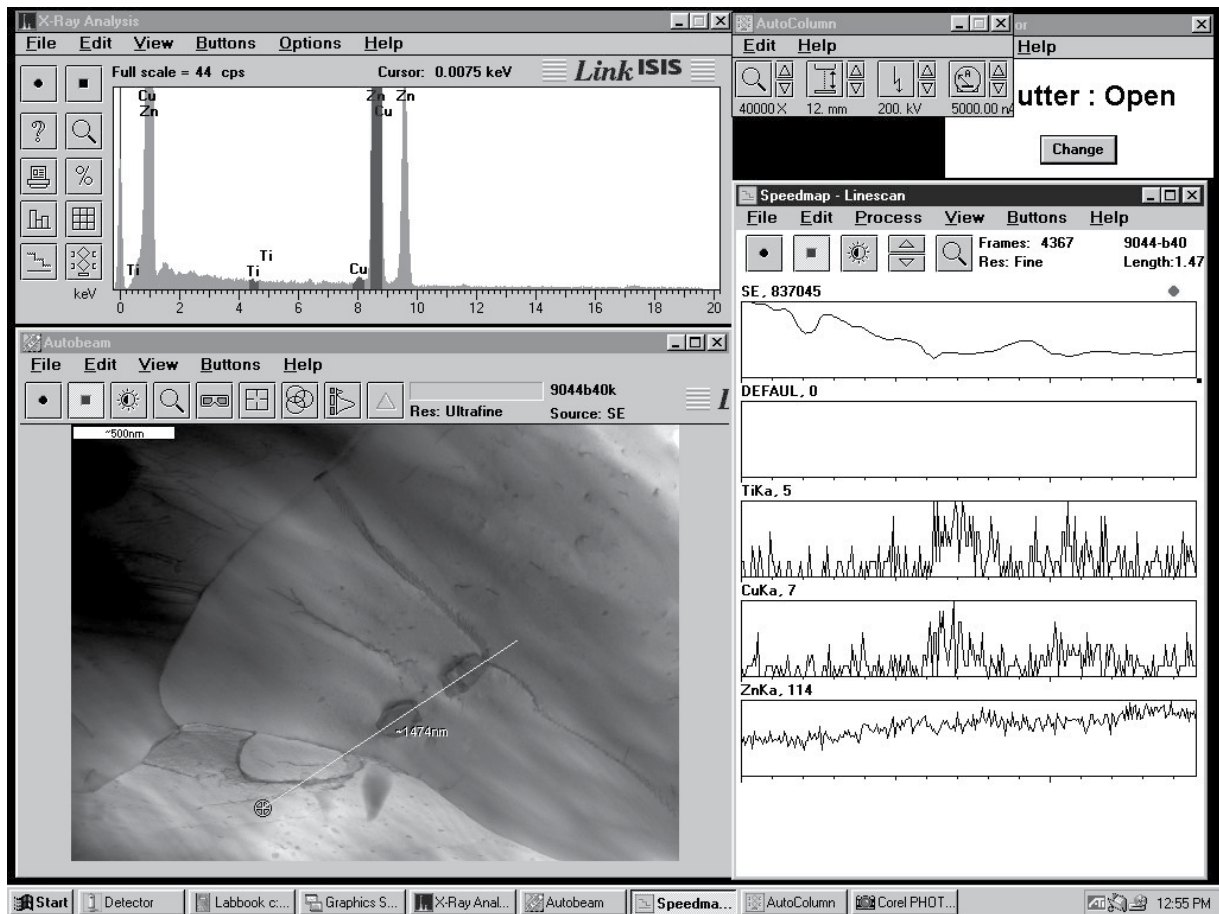 X-Ray Analysis
File Edit View Buttons Options Help
Full scale = 44 cps Cursor: 0.0075 keV Link ISIS
Cu
Zn
Zn Zn
Cu
Ti
Ti
Ti
Cu
keV
0 2 4 6 8 10 12 14 16 18 20
AutoColumn
Edit Help
40000X 12. mm 200. kV 5000.00 nA
or
Help
utter : Open
Change
Autobeam
File Edit View Buttons Help
Res: Ultrafine
9044b40k
Source: SE
~500nm
~1474nm
Speedmap - Linescan
File Edit Process View Buttons Help
Frames: 4367 9044-b40
Res: Fine Length:1.47
SE, 837045
DEFAUL, 0
TiKa, 5
CuKa, 7
ZnKa, 114
Start Detector Labbook c:... Graphics S... X-Ray Anal... Autobeam Speedma... AutoColumn Corel PHOT... 12:55 PM